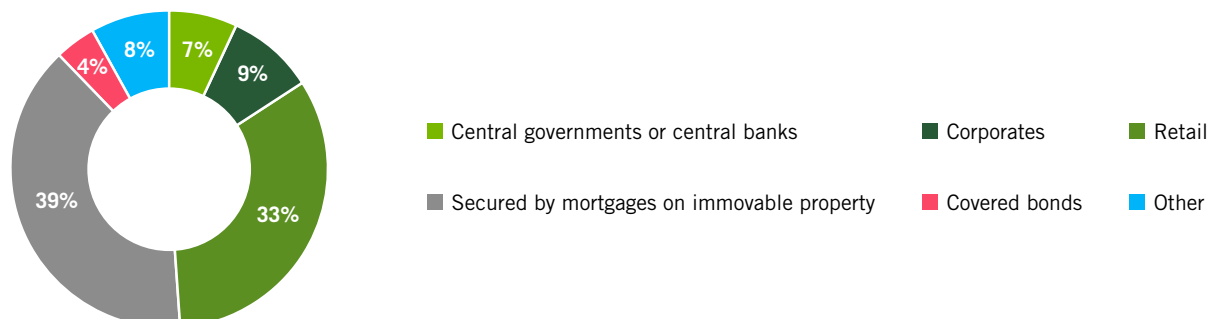 8%
7%
4%
9%
39%
33%
Central governments or central banks
Corporates
Retail
Secured by mortgages on immovable property
Covered bonds
Other